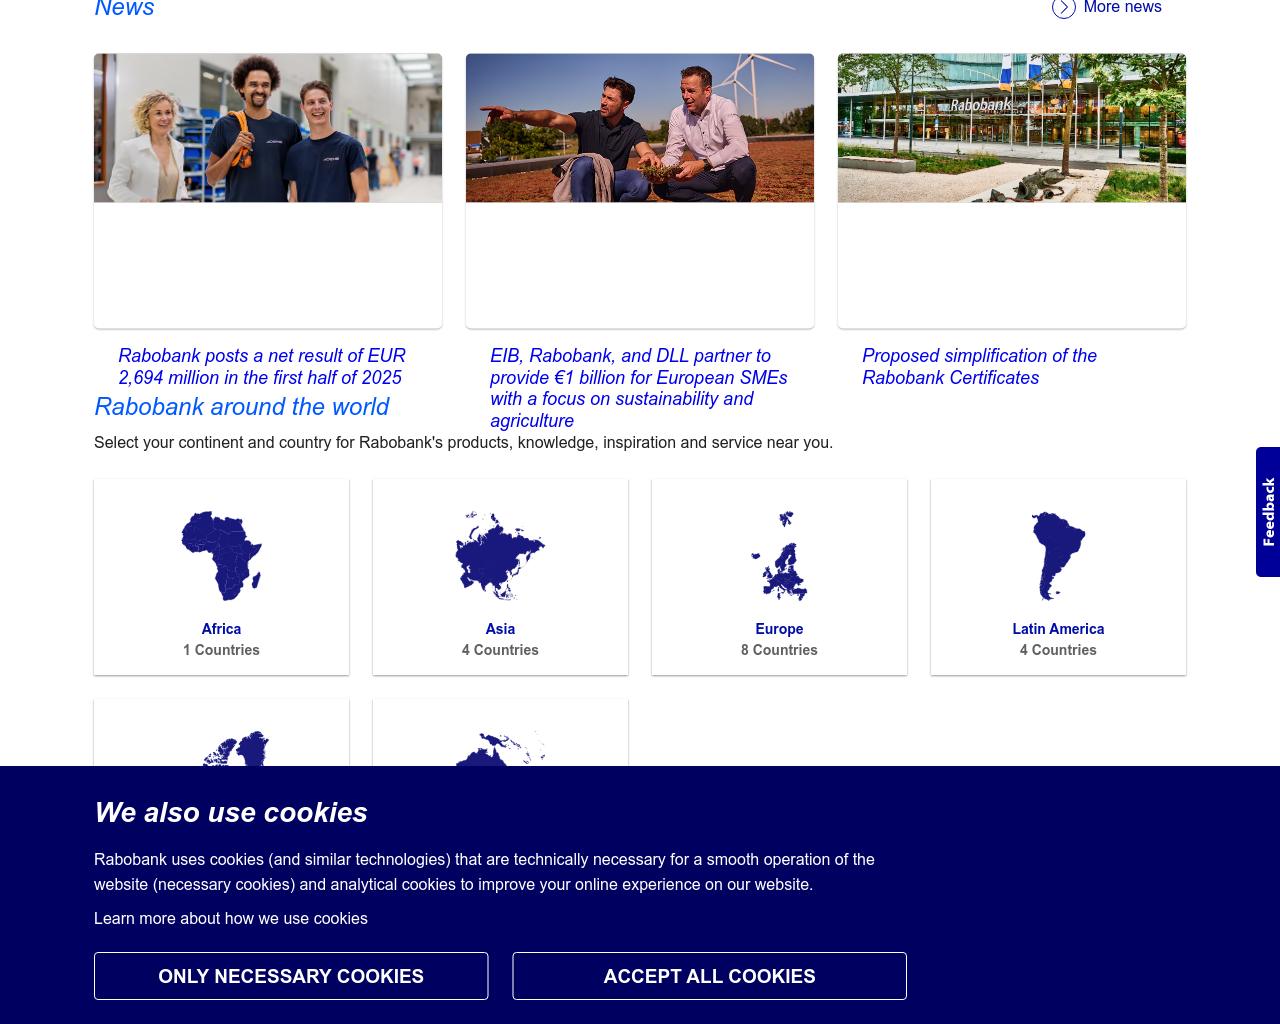 News
More news
Rabobank
Rabobank posts a net result of EUR
2,694 million in the first half of 2025
EIB, Rabobank, and DLL partner to
provide €1 billion for European SMEs
with a focus on sustainability and
agriculture
Proposed simplification of the
Rabobank Certificates
Rabobank around the world
Select your continent and country for Rabobank's products, knowledge, inspiration and service near you.
Feedback
Africa
1 Countries
Asia
4 Countries
Europe
8 Countries
Latin America
4 Countries
We also use cookies
Rabobank uses cookies (and similar technologies) that are technically necessary for a smooth operation of the
website (necessary cookies) and analytical cookies to improve your online experience on our website.
Learn more about how we use cookies
ONLY NECESSARY COOKIES
ACCEPT ALL COOKIES